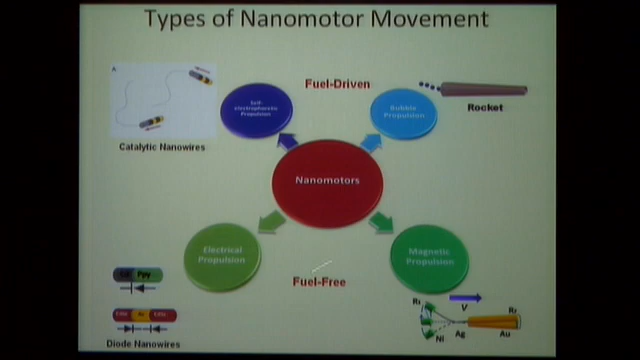 Types of Nanomotor Movement
A
Fuel-Driven
Self-
electrophoretic
Propulsion
Bubble
Propulsion
Rocket
Catalytic Nanowires
Nanomotors
Electrical
Propulsion
Magnetic
Propulsion
Fuel-Free
Ppy
Diode Nanowires
V
Ni
Ag
Au